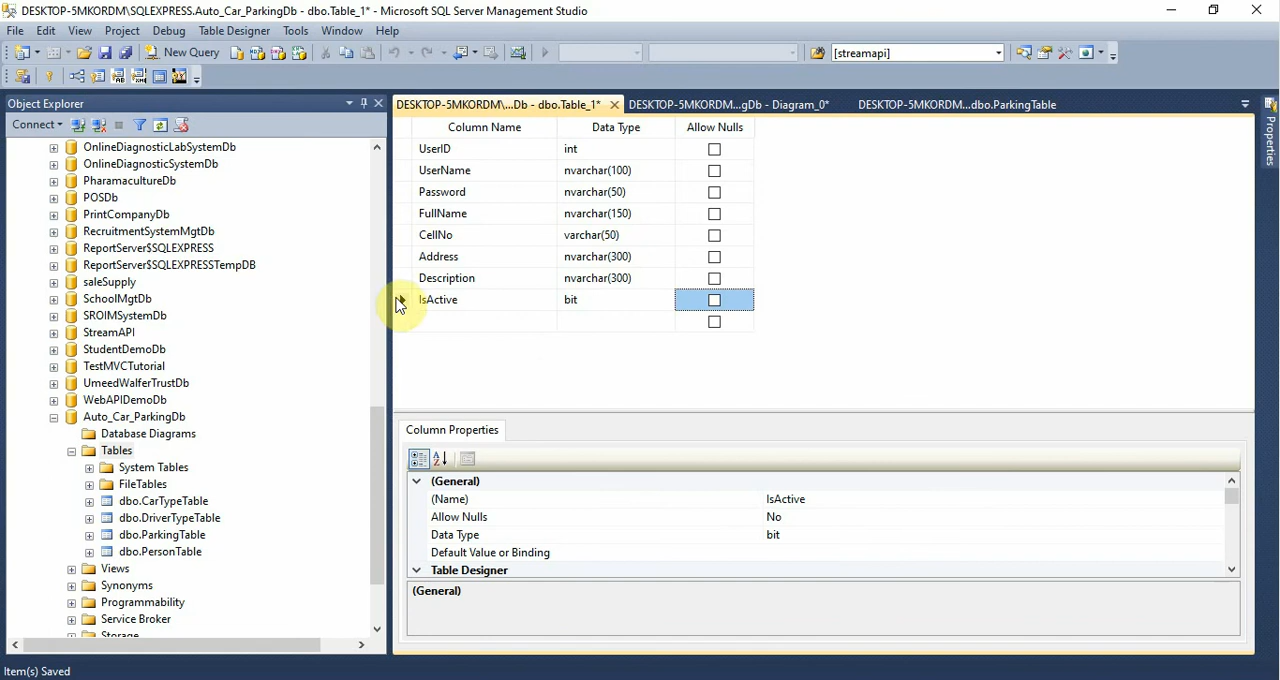 DESKTOP-5MKORDM\SQLEXPRESS.Auto_Car_ParkingDb - dbo.Table_1* - Microsoft SQL Server Management Studio
File Edit View Project Debug Table Designer Tools Window Help
New Query [streamapi]
Object Explorer
Connect
OnlineDiagnosticLabSystemDb
OnlineDiagnosticSystemDb
PharamacultureDb
POSDb
PrintCompanyDb
RecruitmentSystemMgtDb
ReportServer$SQLEXPRESS
ReportServer$SQLEXPRESSTempDB
saleSupply
SchoolMgtDb
SROIMSystemDb
StreamAPI
StudentDemoDb
TestMVCTutorial
UmeedWalferTrustDb
WebAPIDemoDb
Auto_Car_ParkingDb
Database Diagrams
Tables
System Tables
FileTables
dbo.CarTypeTable
dbo.DriverTypeTable
dbo.ParkingTable
dbo.PersonTable
Views
Synonyms
Programmability
Service Broker
Storage
DESKTOP-5MKORDM\...Db - dbo.Table_1* DESKTOP-5MKORDM...gDb - Diagram_0* DESKTOP-5MKORDM...dbo.ParkingTable
Column Name Data Type Allow Nulls
UserID int
UserName nvarchar(100)
Password nvarchar(50)
FullName nvarchar(150)
CellNo varchar(50)
Address nvarchar(300)
Description nvarchar(300)
IsActive bit
Column Properties
(General)
(Name) IsActive
Allow Nulls No
Data Type bit
Default Value or Binding
Table Designer
(General)
Properties
Item(s) Saved